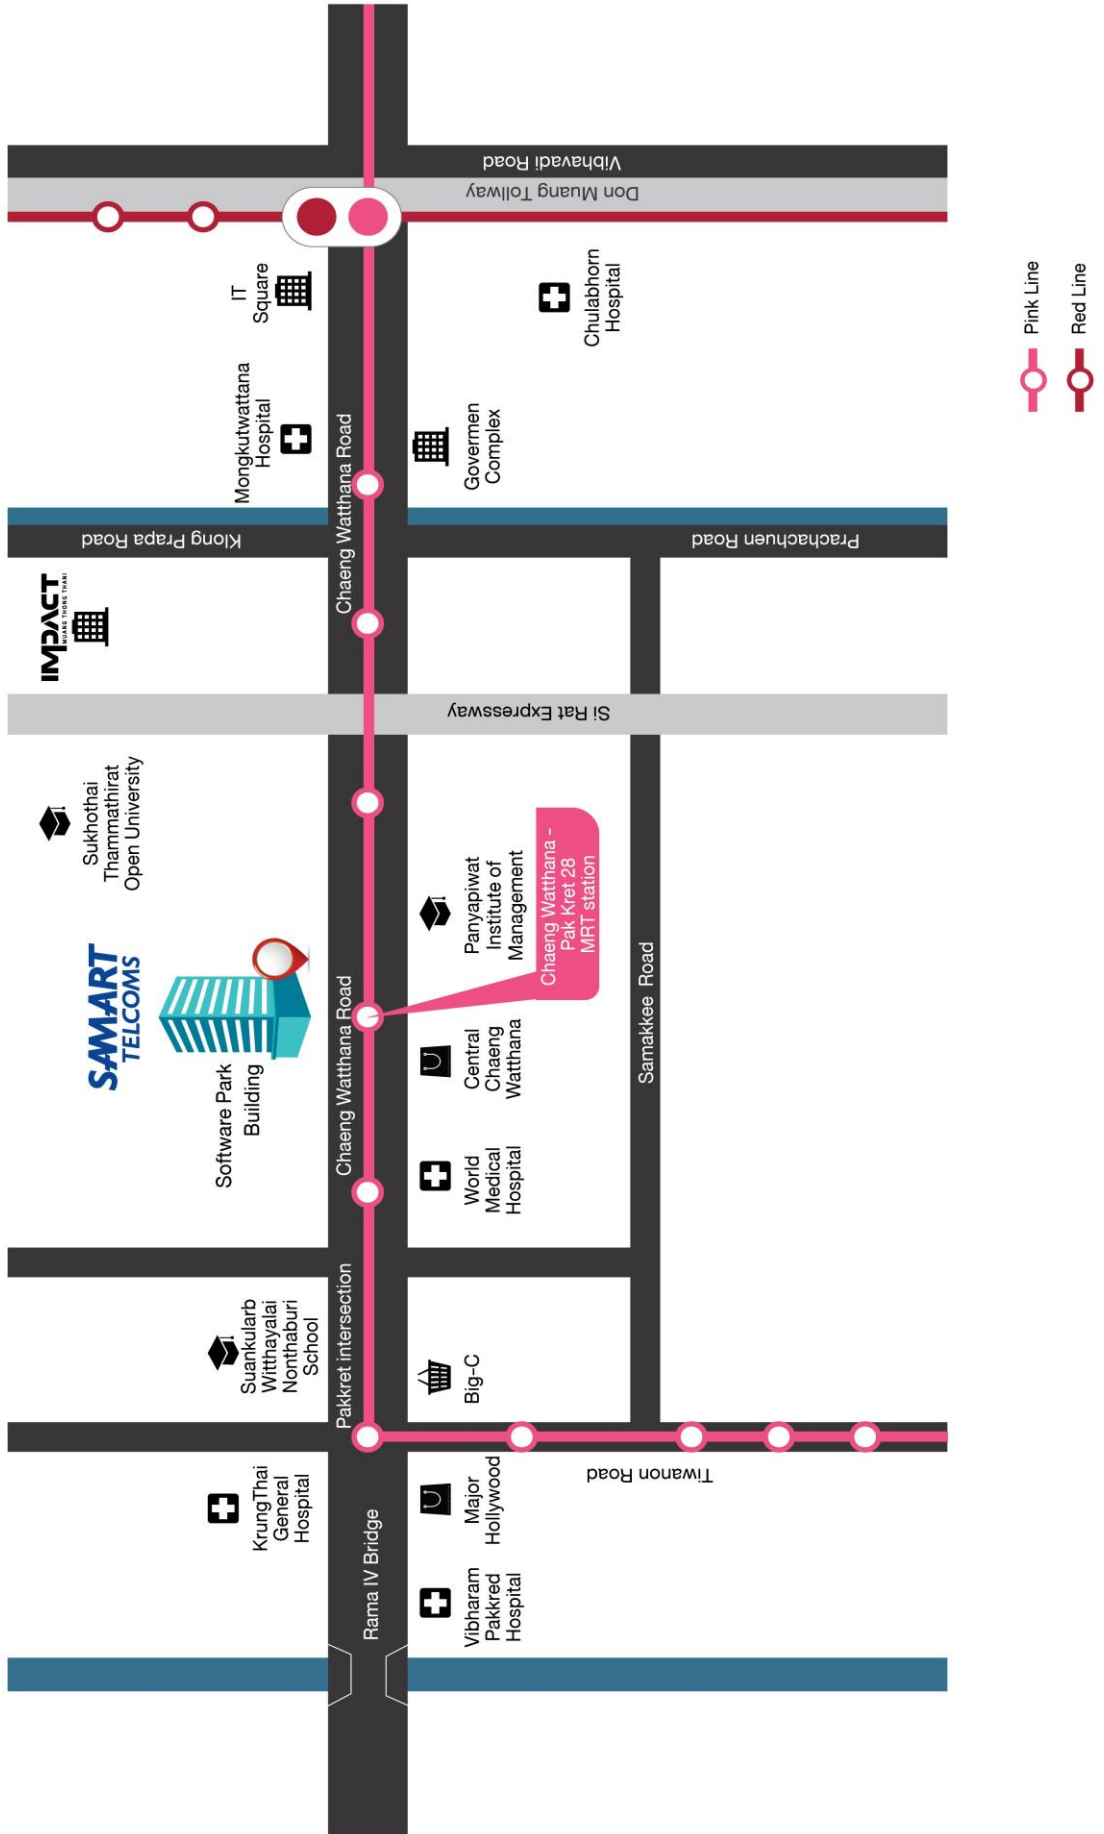 KrungThai
General
Hospital
Suankularb
Witthayalai
Nonthaburi
School
SAMART
TELCOMS
Software Park
Building
Sukhothai
Thammathirat
Open University
IMPACT
MUANG THONG THANI
Klong Prapa Road
Mongkutwattana
Hospital
IT
Square
Rama IV Bridge
Pakkret intersection
Chaeng Watthana Road
Chaeng Watthana Road
Vibharam
Pakkred
Hospital
Major
Hollywood
Big-C
World
Medical
Hospital
Central
Chaeng
Watthana
Panyapiwat
Institute of
Management
Chaeng Watthana -
Pak Kret 28
MRT station
Si Rat Expressway
Governmen
Complex
Chulabhorn
Hospital
Don Muang Tollway
Vibhavadi Road
Tiwanon Road
Samakkee Road
Prachachuen Road
Pink Line
Red Line